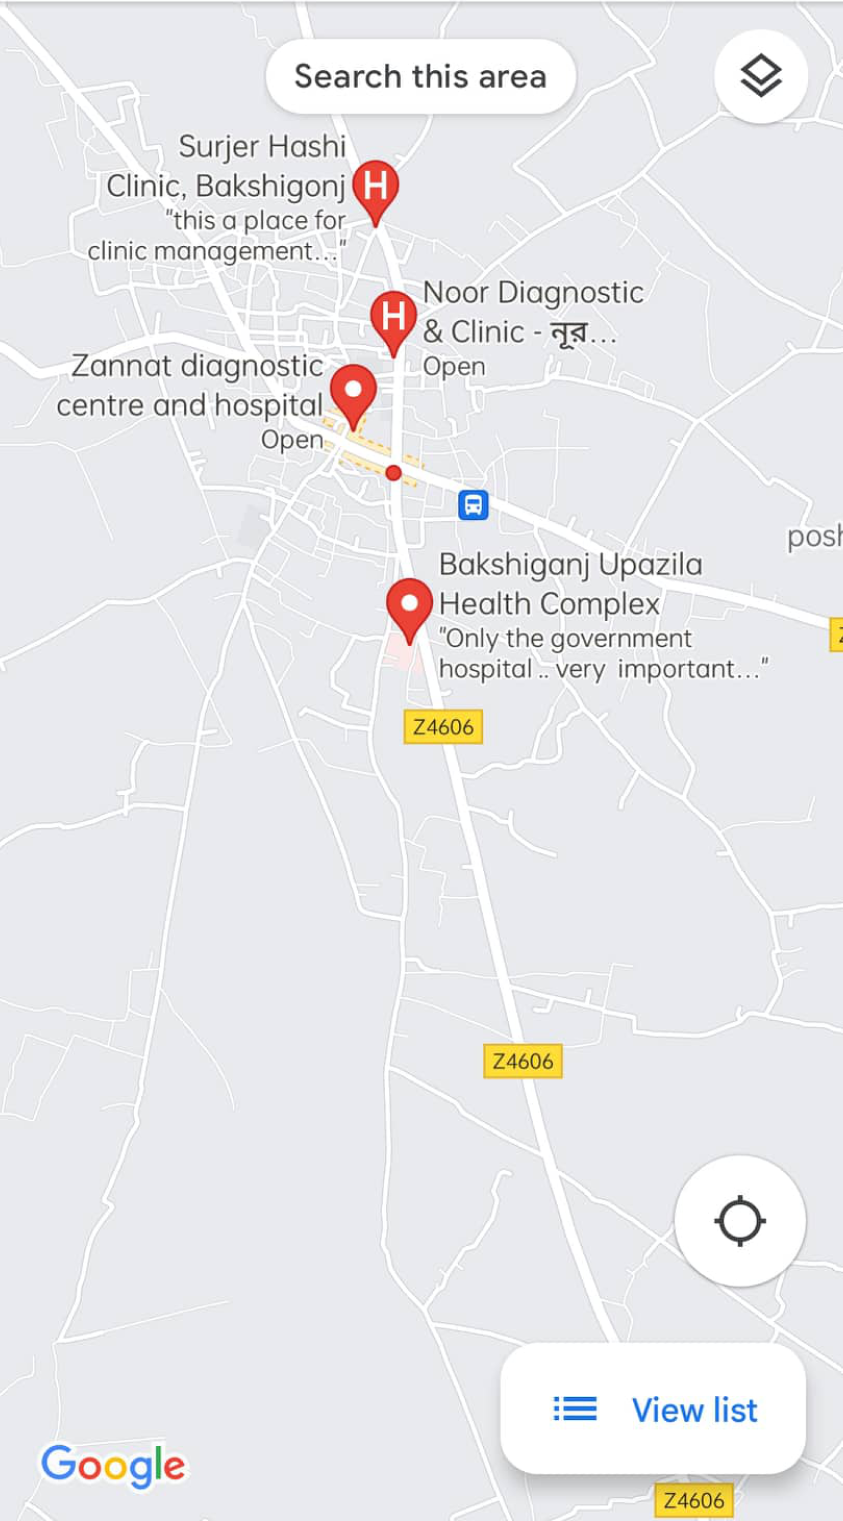 Search this area
Surjer Hashi
Clinic, Bakshigonj
"this a place for
clinic management..."
Noor Diagnostic
& Clinic - নূর...
Open
Zannat diagnostic
centre and hospital
Open
posh
Bakshiganj Upazila
Health Complex
"Only the government
hospital .. very important..."
Z4606
Z4606
View list
Google
Z4606